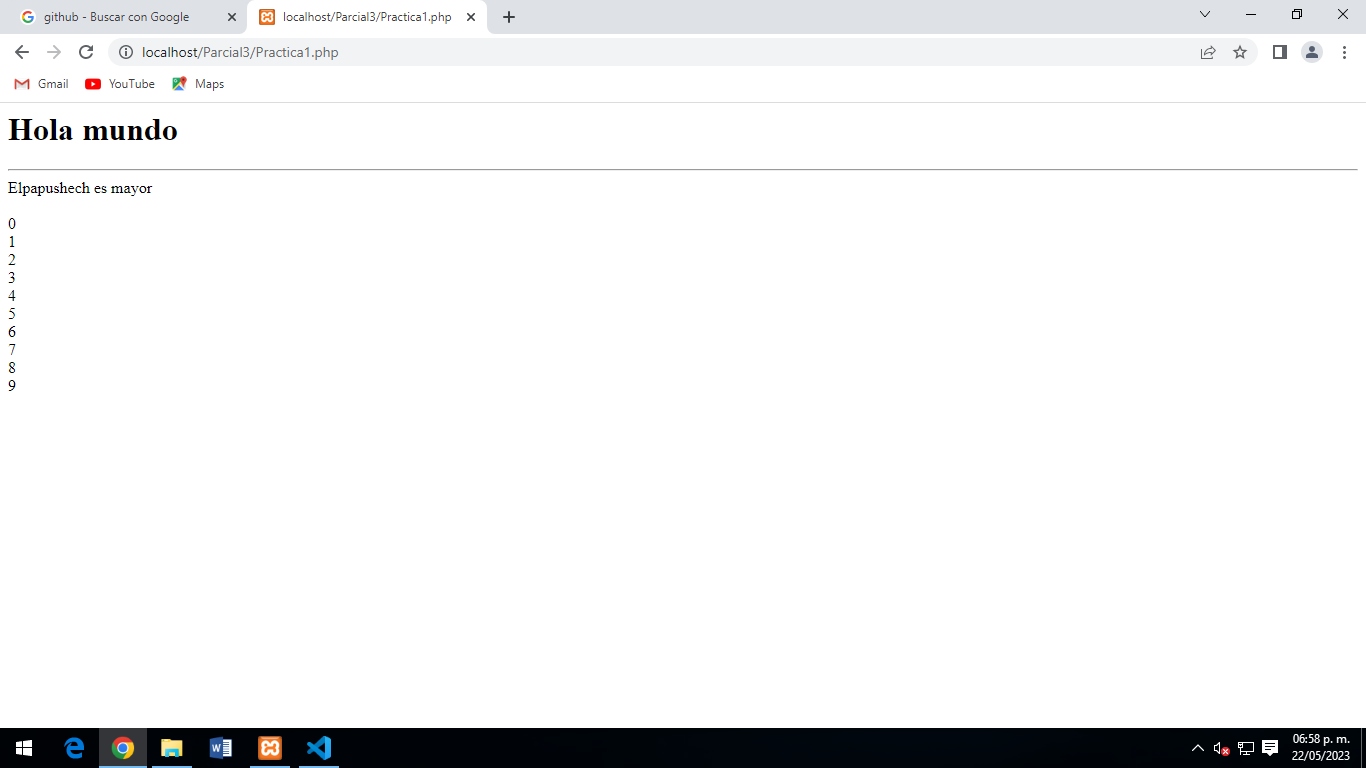 github - Buscar con Google
localhost/Parcial3/Practica1.php
localhost/Parcial3/Practica1.php
Gmail
YouTube
Maps
Hola mundo
Elpapushech es mayor
0
1
2
3
4
5
6
7
8
9
06:58 p. m.
22/05/2023